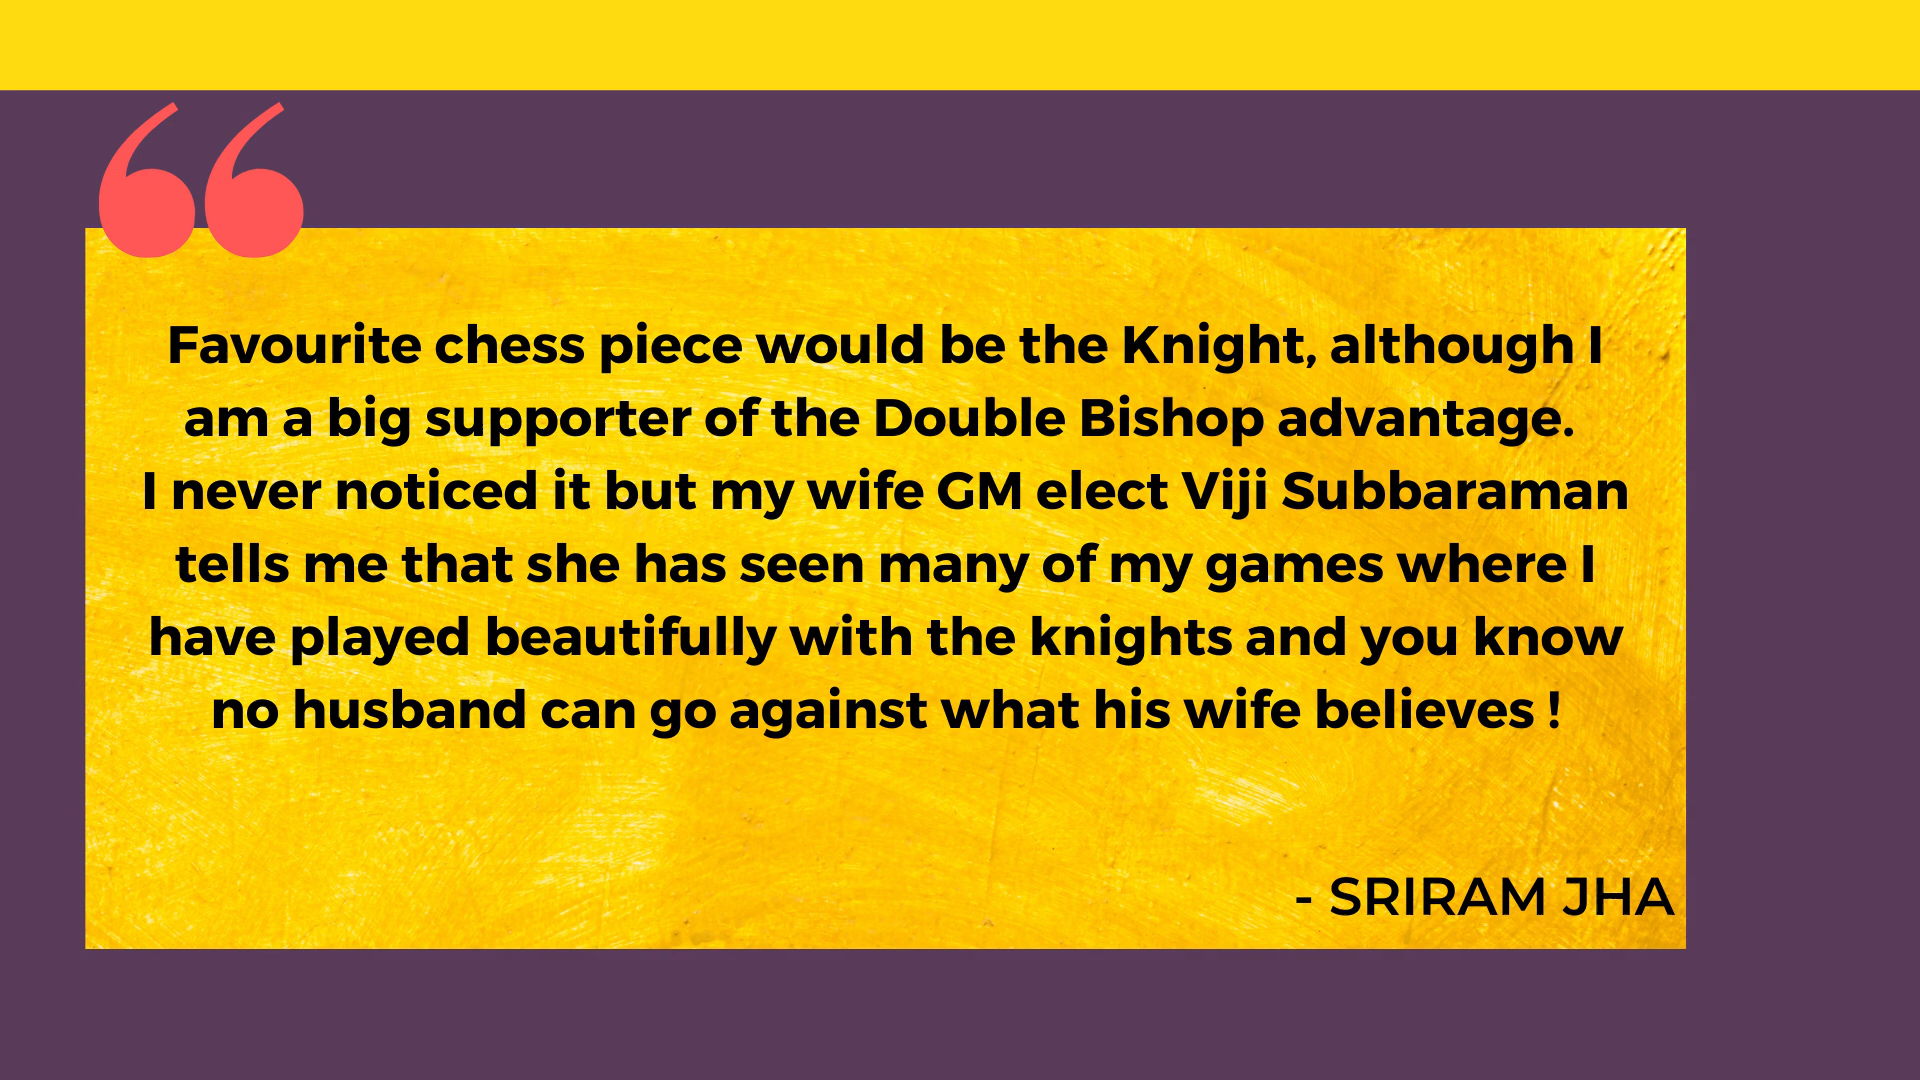 “
Favourite chess piece would be the Knight, although I
am a big supporter of the Double Bishop advantage.
I never noticed it but my wife GM elect Viji Subbaraman
tells me that she has seen many of my games where I
have played beautifully with the knights and you know
no husband can go against what his wife believes !
- SRIRAM JHA